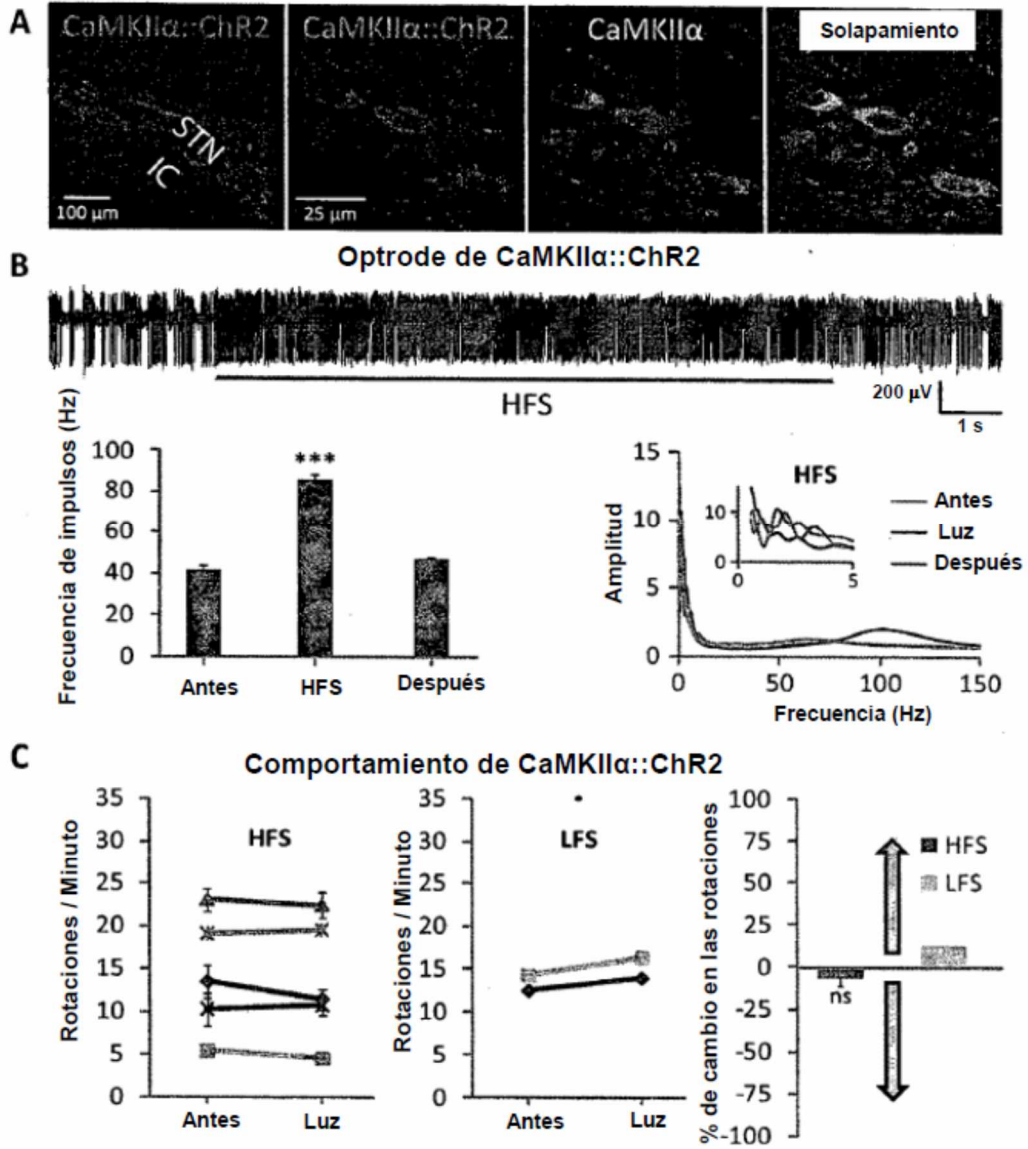 A
CaMKIIα::ChR2
CaMKIIα::ChR2
CaMKIIα
Solapamiento
STN
IC
100 µm
25 µm
B
Optrode de CaMKIIα::ChR2
HFS
200 µV
1 s
Frecuencia de impulsos (Hz)
100
80
60
40
20
0
***
Antes
HFS
Después
Amplitud
15
10
5
0
HFS
10
0
0
5
Antes
Luz
Después
0
50
100
150
Frecuencia (Hz)
C
Comportamiento de CaMKIIα::ChR2
Rotaciones / Minuto
35
30
25
20
15
10
5
0
HFS
Antes
Luz
Rotaciones / Minuto
35
30
25
20
15
10
5
0
LFS
Antes
Luz
% de cambio en las rotaciones
100
75
50
25
0
-25
-50
-75
-100
HFS
LFS
ns